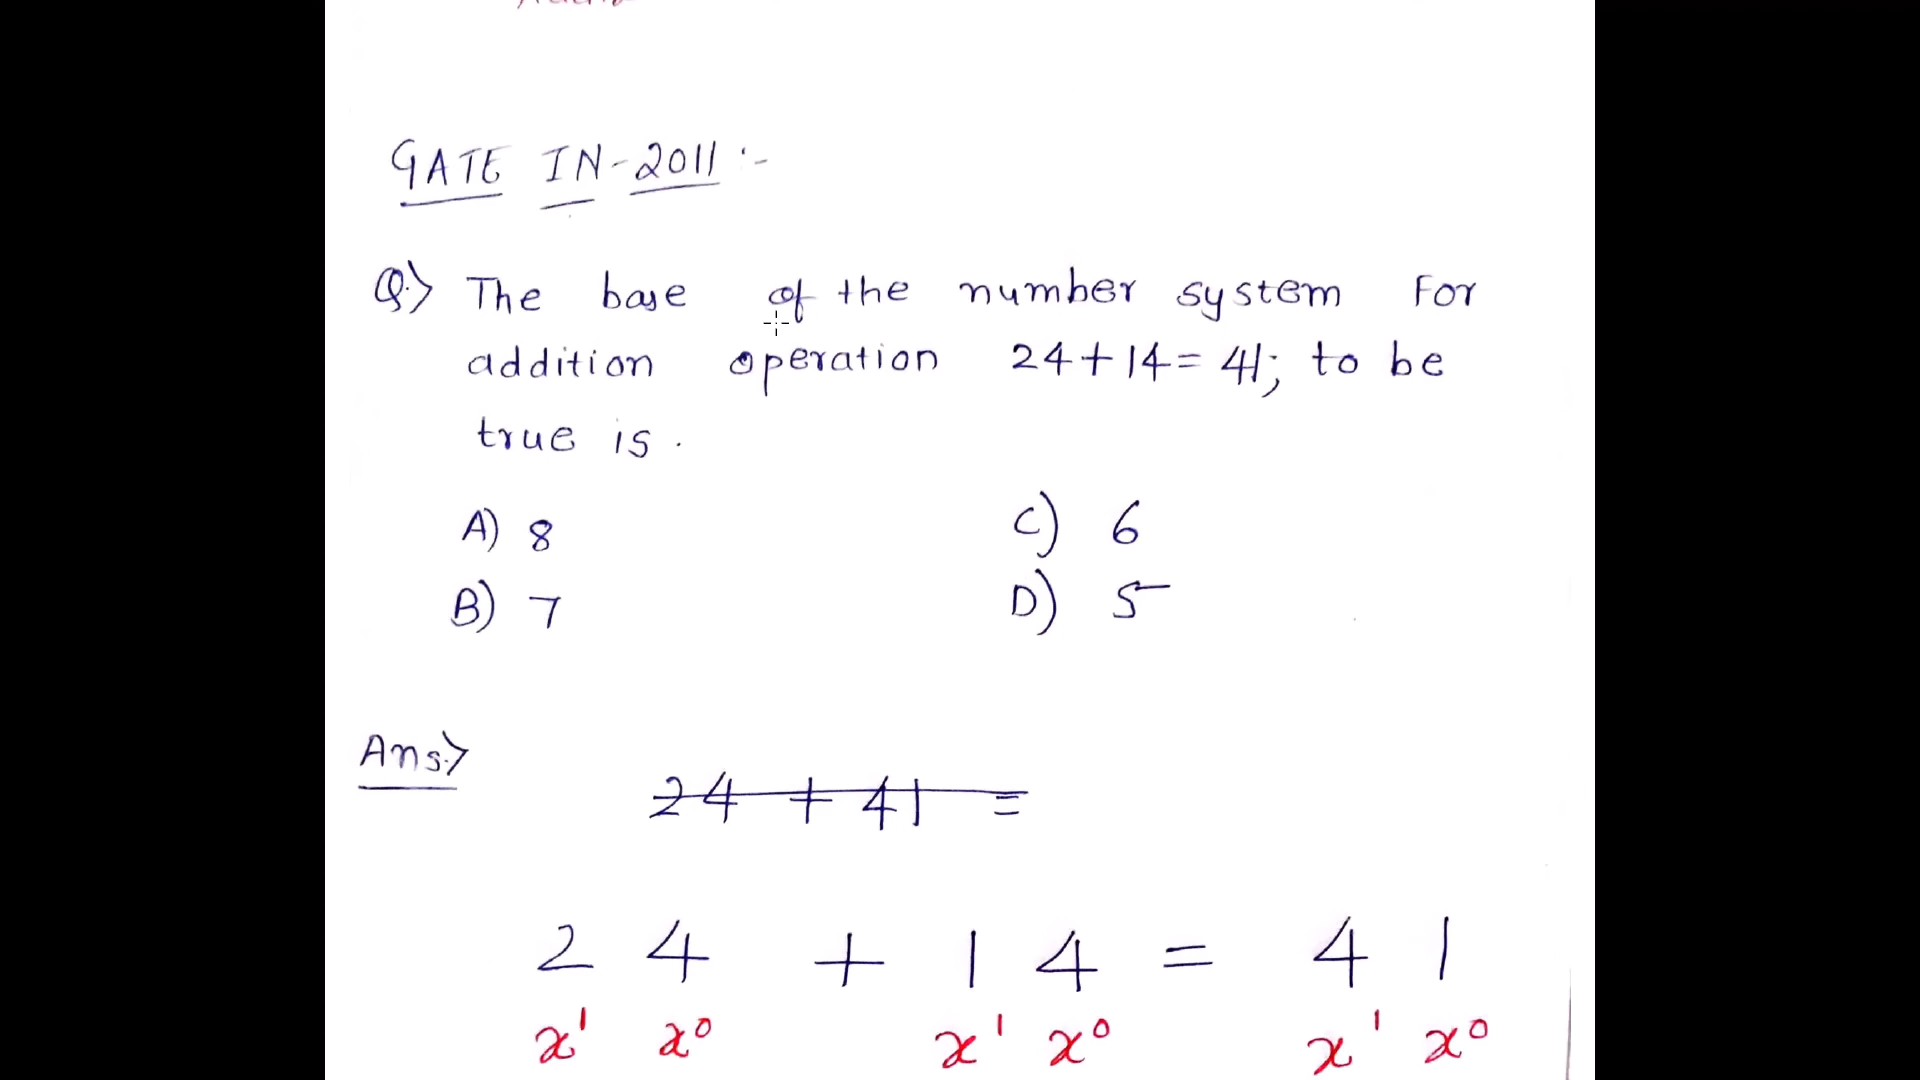 GATE IN-2011 :-
Q.) The base of the number system For
addition operation 24+14=41; to be
true is.
A) 8
C) 6
B) 7
D) 5
Ans.)
24 + 41 =
2 4 + 1 4 = 4 1
x¹ x⁰ x¹ x⁰ x¹ x⁰